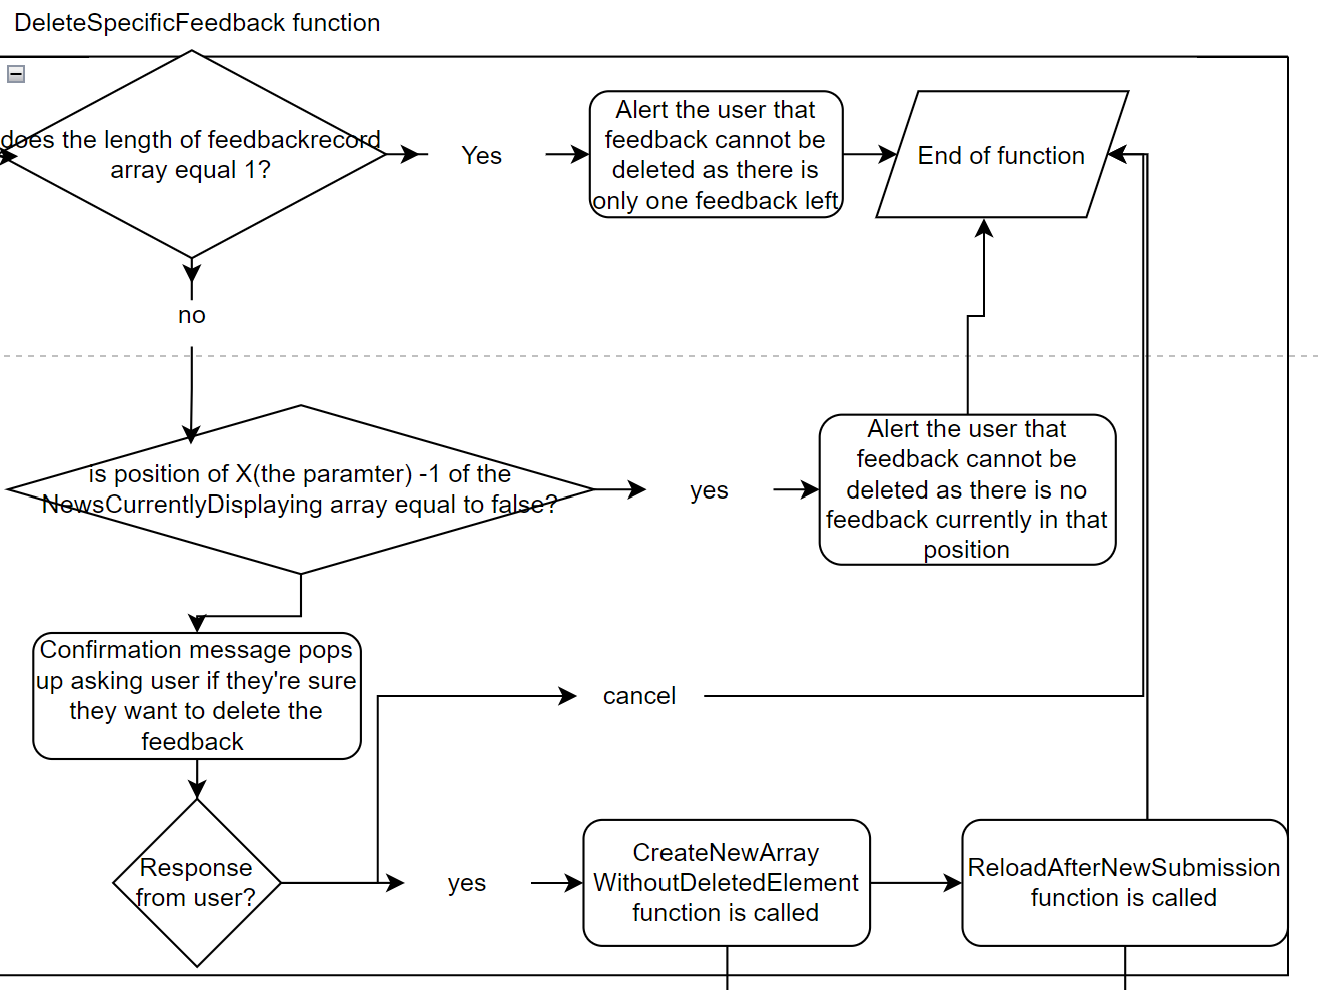 DeleteSpecificFeedback function
does the length of feedbackrecord
array equal 1?
Yes
Alert the user that
feedback cannot be
deleted as there is
only one feedback left
End of function
no
is position of X(the paramter) -1 of the
NewsCurrentlyDisplaying array equal to false?
yes
Alert the user that
feedback cannot be
deleted as there is no
feedback currently in that
position
Confirmation message pops
up asking user if they're sure
they want to delete the
feedback
cancel
Response
from user?
yes
CreateNewArray
WithoutDeletedElement
function is called
ReloadAfterNewSubmission
function is called